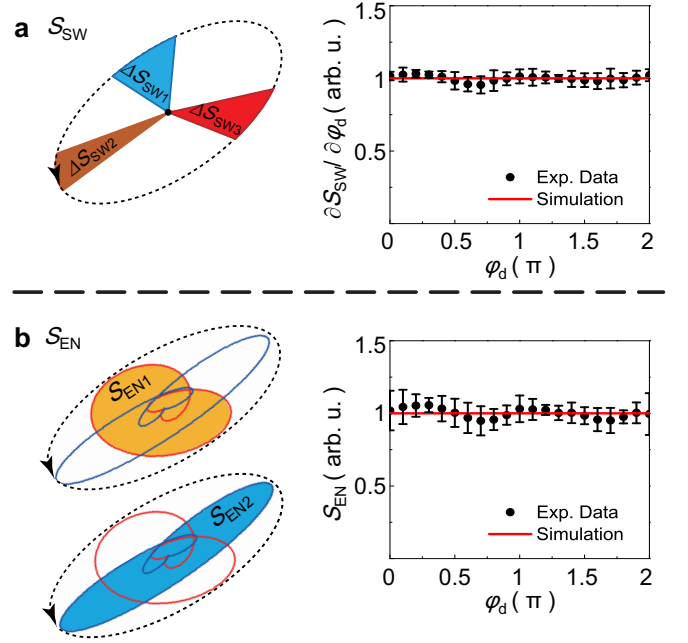 a S_SW
ΔS_SW1
ΔS_SW2
ΔS_SW3
∂S_SW/∂φ_d ( arb. u. )
1.5
1
0.5
0 0.5 1 1.5 2
φ_d ( π )
Exp. Data
Simulation
b S_EN
S_EN1
S_EN2
S_EN ( arb. u. )
1.5
1
0.5
0 0.5 1 1.5 2
φ_d ( π )
Exp. Data
Simulation